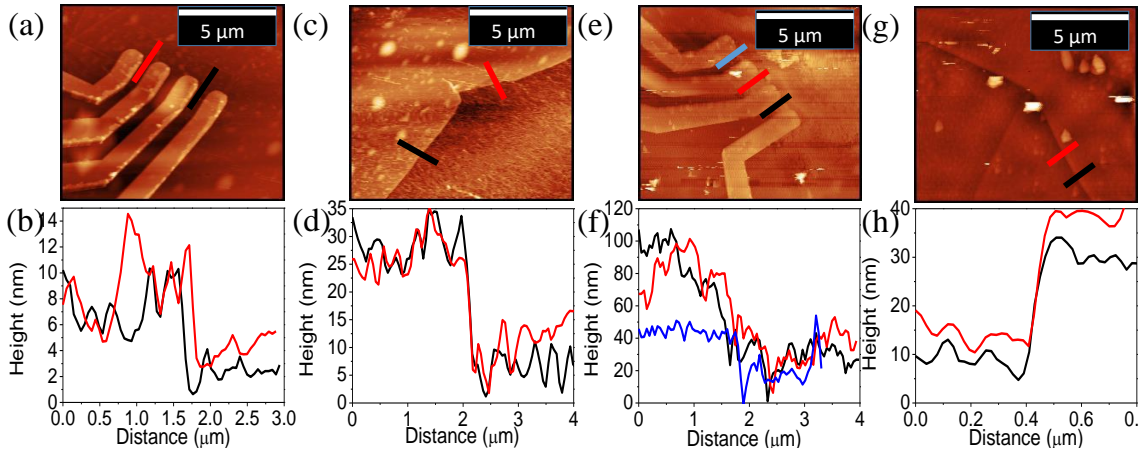 (a) 5 μm (c) 5 μm (e) 5 μm (g) 5 μm
(b) (d) (f) (h)
Height (nm) Height (nm) Height (nm) Height (nm)
14 12 10 8 6 4 2 0
35 30 25 20 15 10 5 0
120 100 80 60 40 20 0
40 30 20 10 0
0.0 0.5 1.0 1.5 2.0 2.5 3.0
0 1 2 3 4
0 1 2 3 4
0.0 0.2 0.4 0.6 0.
Distance (μm) Distance (μm) Distance (μm) Distance (μm)